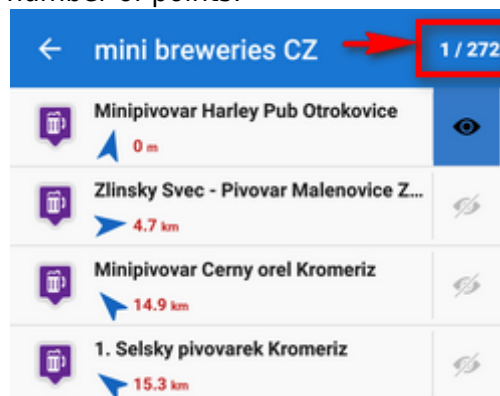 number of points.
mini breweries CZ
1 / 272
Minipivovar Harley Pub Otrokovice
0 m
Zlinsky Svec - Pivovar Malenovice Z...
4.7 km
Minipivovar Cerny orel Kromeriz
14.9 km
1. Selsky pivovarek Kromeriz
15.3 km